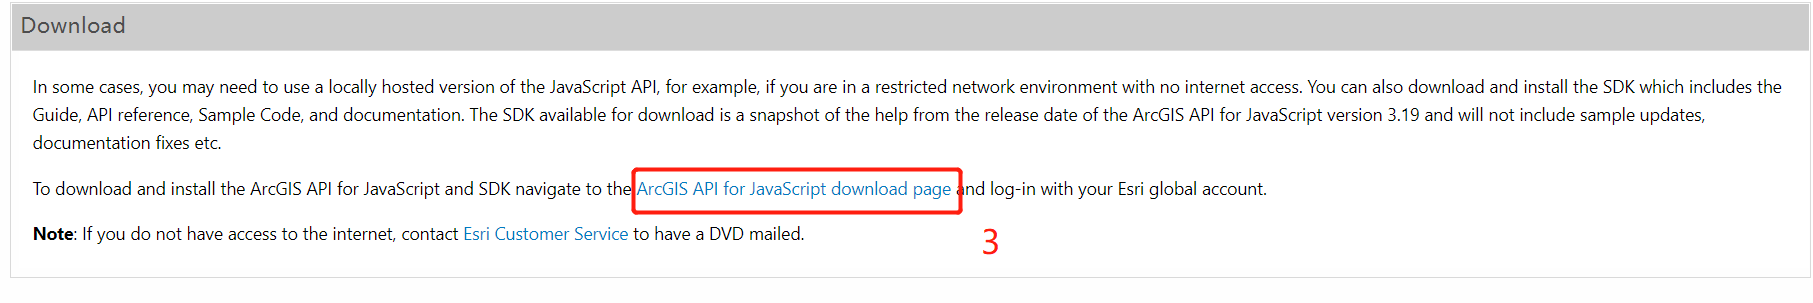 Download
In some cases, you may need to use a locally hosted version of the JavaScript API, for example, if you are in a restricted network environment with no internet access. You can also download and install the SDK which includes the
Guide, API reference, Sample Code, and documentation. The SDK available for download is a snapshot of the help from the release date of the ArcGIS API for JavaScript version 3.19 and will not include sample updates,
documentation fixes etc.
To download and install the ArcGIS API for JavaScript and SDK navigate to the ArcGIS API for JavaScript download page and log-in with your Esri global account.
Note: If you do not have access to the internet, contact Esri Customer Service to have a DVD mailed.
3